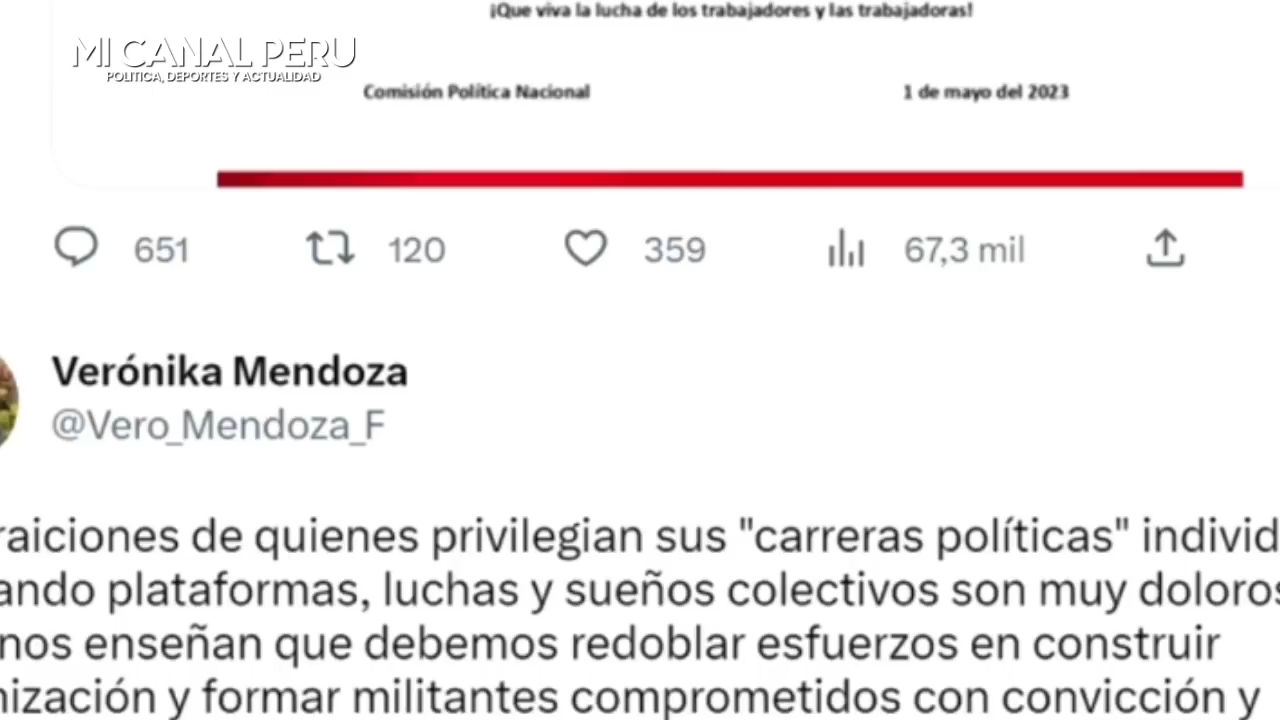 ¡Que viva la lucha de los trabajadores y las trabajadoras!
MI CANAL PERU
POLITICA, DEPORTES Y ACTUALIDAD
Comisión Política Nacional 1 de mayo del 2023
651 120 359 67,3 mil
Verónika Mendoza
@Vero_Mendoza_F
raiciones de quienes privilegian sus "carreras políticas" individ
ando plataformas, luchas y sueños colectivos son muy doloros
nos enseñan que debemos redoblar esfuerzos en construir
nización y formar militantes comprometidos con convicción y